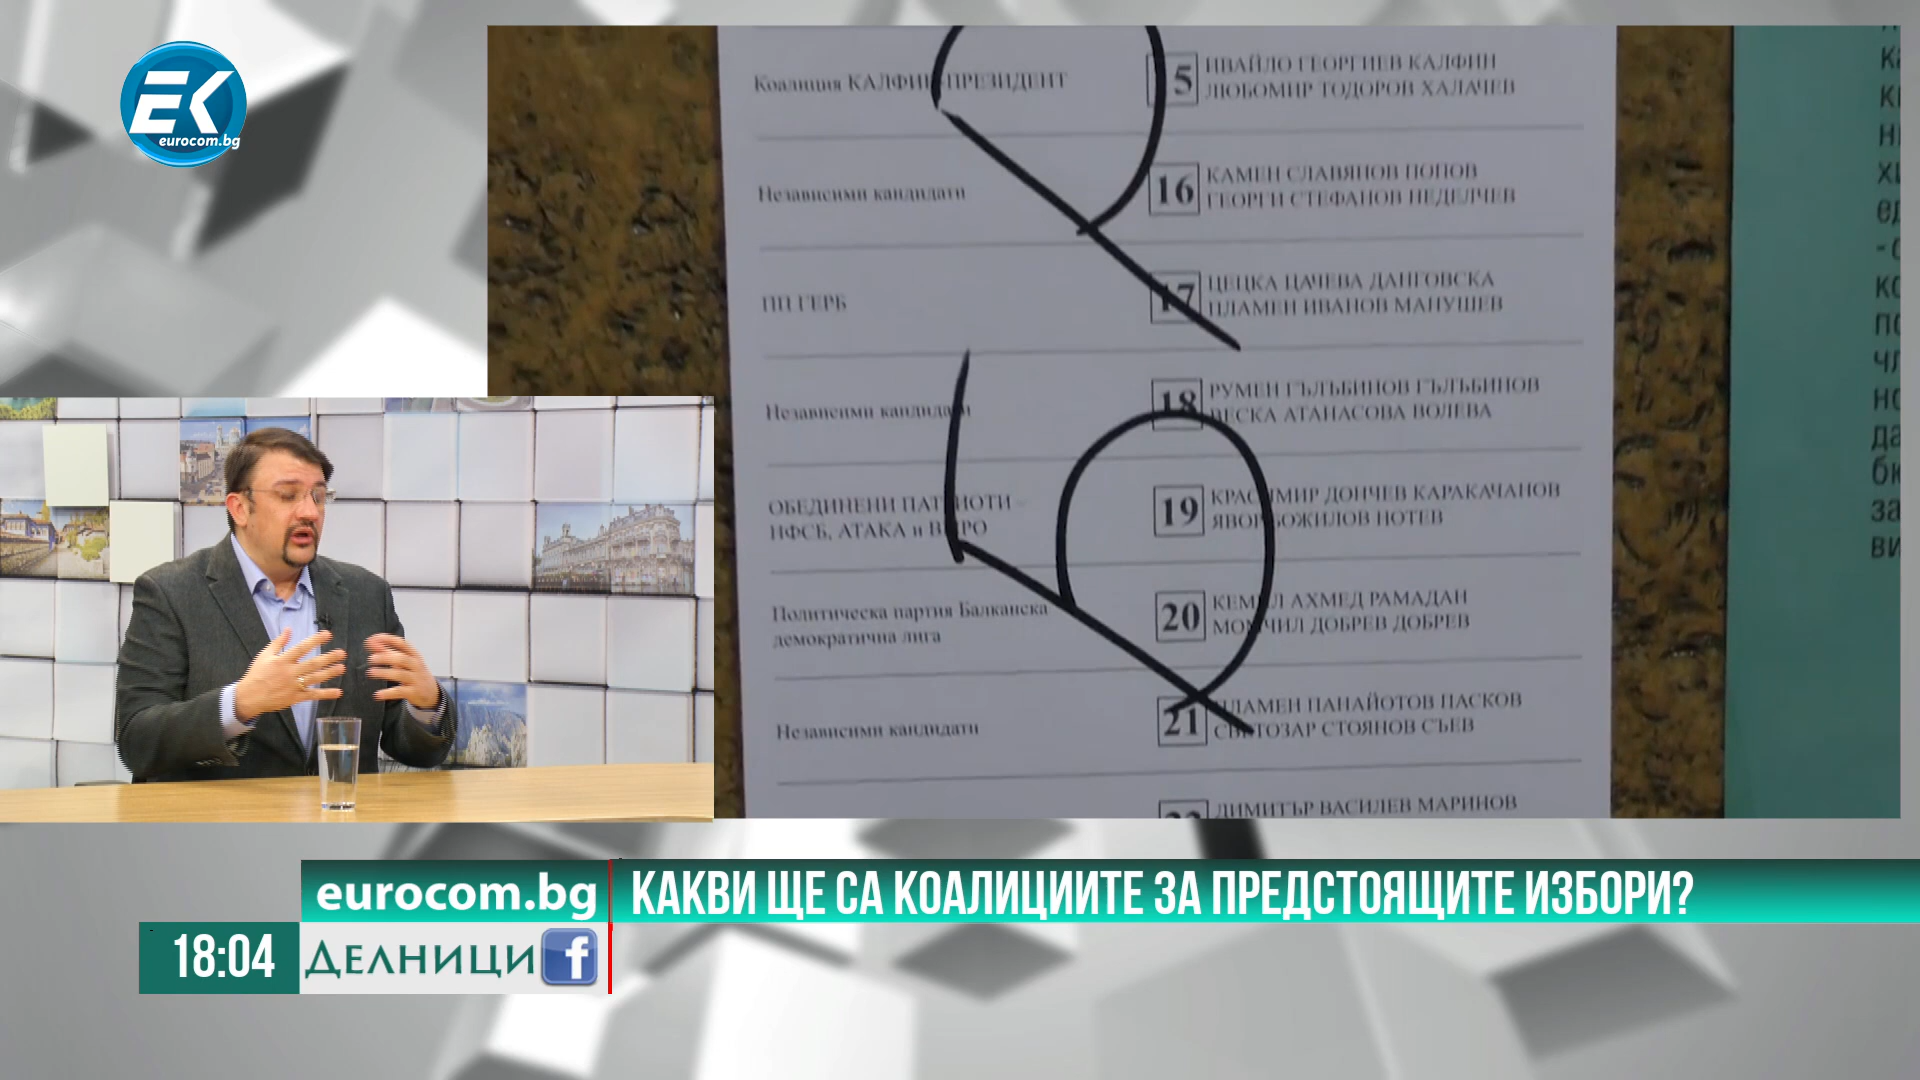 EK
eurocom.bg
Коалиция КАЛФИН-ПРЕЗИДЕНТ
5 ИВАЙЛО ГЕОРГИЕВ КАЛФИН
ЛЮБОМИР ТОДОРОВ ХАЛАЧЕВ
Независими кандидати
16 КАМЕН СЛАВЯНОВ ПОПОВ
ГЕОРГИ СТЕФАНОВ НЕДЕЛЧЕВ
ПП ГЕРБ
17 ЦЕЦКА ЦАЧЕВА ДАНГОВСКА
ПЛАМЕН ИВАНОВ МАНУШЕВ
Независими кандидати
18 РУМЕН ГЪЛЪБИНОВ ГЪЛЪБИНОВ
ВЕСКА АТАНАСОВА ВОЛЕВА
ОБЕДИНЕНИ ПАТРИОТИ -
НФСБ, АТАКА и ВМРО
19 КРАСИМИР ДОНЧЕВ КАРАКАЧАНОВ
ЯВОР БОЖИЛОВ НОТЕВ
Политическа партия Балканска
демократична лига
20 КЕМИЛ АХМЕД РАМАДАН
МОМЧИЛ ДОБРЕВ ДОБРЕВ
Независими кандидати
21 ПЛАМЕН ПАНАЙОТОВ ПАСКОВ
СВЕТОЗАР СТОЯНОВ СЪЕВ
ДИМИТЪР ВАСИЛЕВ МАРИНОВ
eurocom.bg
КАКВИ ЩЕ СА КОАЛИЦИИТЕ ЗА ПРЕДСТОЯЩИТЕ ИЗБОРИ?
18:04
ДЕЛНИЦИ
f